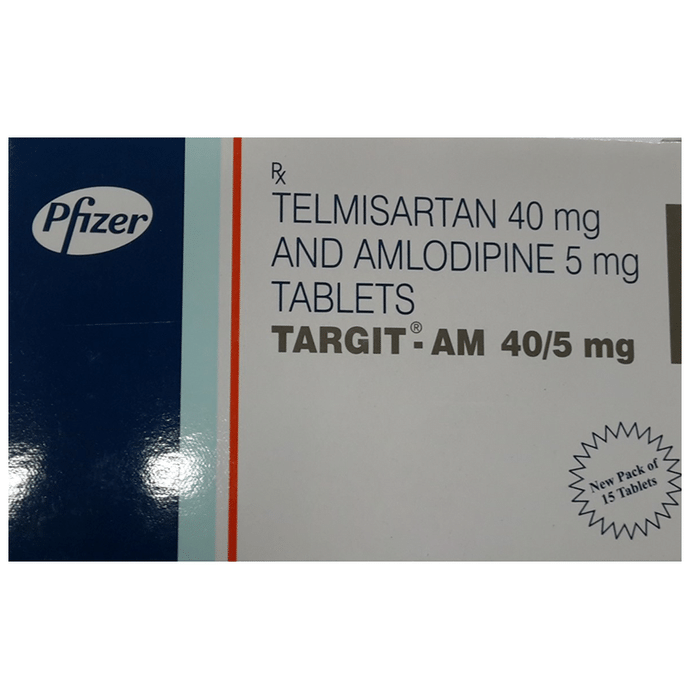 Pfizer
Rx
TELMISARTAN 40 mg
AND AMLODIPINE 5 mg
TABLETS
TARGIT® - AM 40/5 mg
New Pack of
15 Tablets